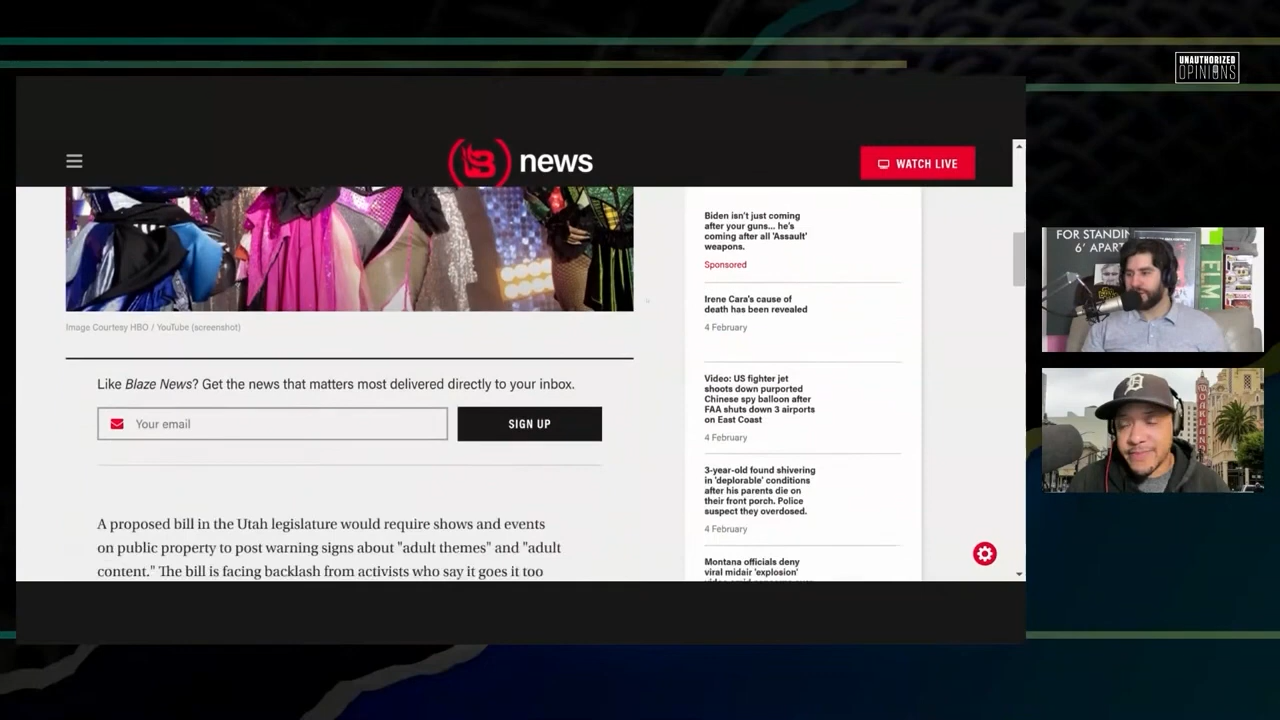 UNAUTHORIZED
OPINIONS
news
WATCH LIVE
Image Courtesy HBO / YouTube (screenshot)
Like Blaze News? Get the news that matters most delivered directly to your inbox.
Your email
SIGN UP
A proposed bill in the Utah legislature would require shows and events
on public property to post warning signs about "adult themes" and "adult
content." The bill is facing backlash from activists who say it goes it too
Biden isn't just coming
after your guns... he's
coming after all 'Assault'
weapons.
Sponsored
Irene Cara's cause of
death has been revealed
4 February
Video: US fighter jet
shoots down purported
Chinese spy balloon after
FAA shuts down 3 airports
on East Coast
4 February
3-year-old found shivering
in 'deplorable' conditions
after his parents die on
their front porch. Police
suspect they overdosed.
4 February
Montana officials deny
viral midair 'explosion'
FOR STANDIN
6' APAR
ELM
OAKLAND
D